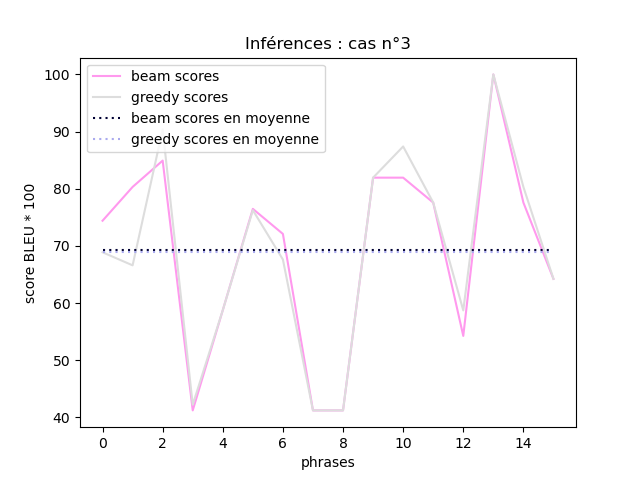 Inférences : cas n°3
beam scores
greedy scores
beam scores en moyenne
greedy scores en moyenne
score BLEU * 100
100
90
80
70
60
50
40
0 2 4 6 8 10 12 14
phrases